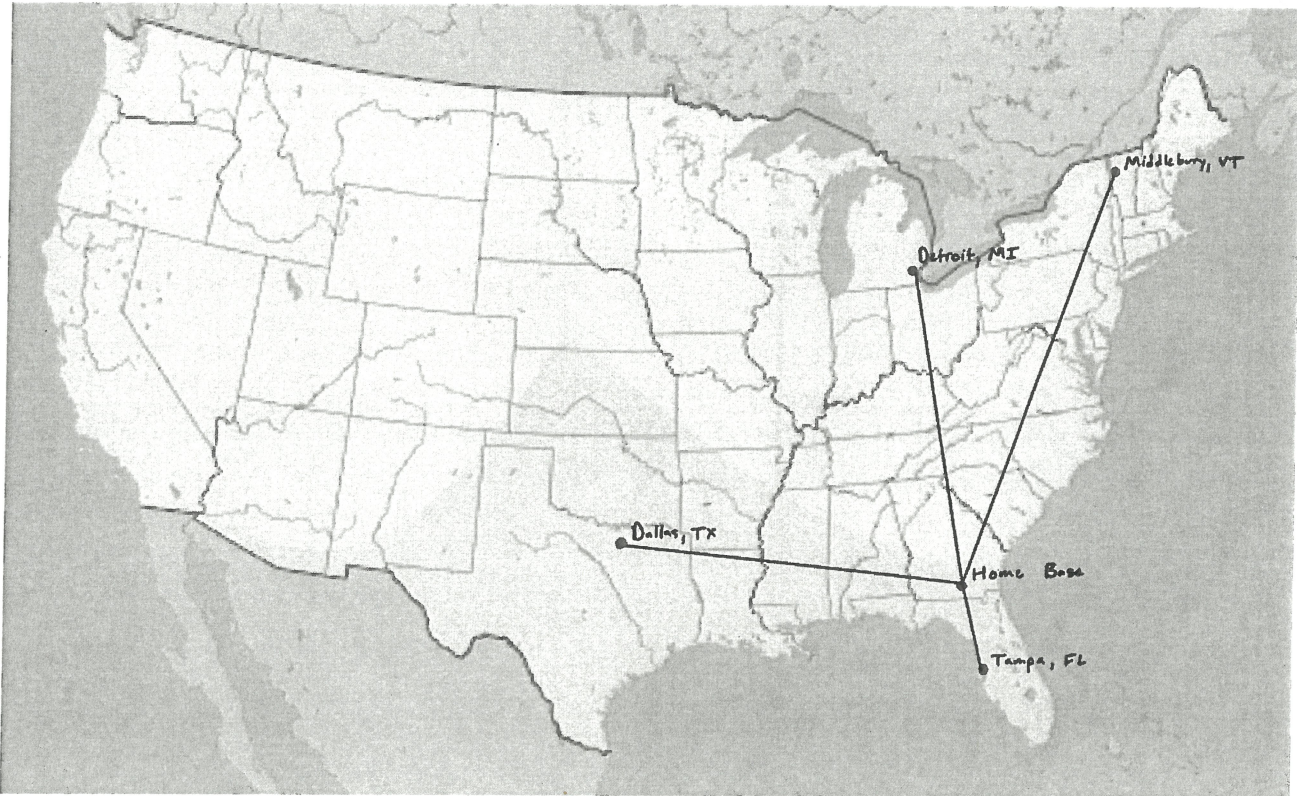 Middlebury, VT
Detroit, MI
Dallas, TX
Home Base
Tampa, FL